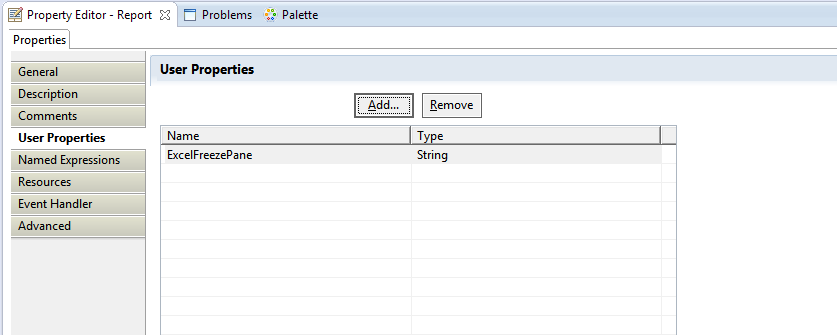 Property Editor - Report Problems Palette
Properties
General
Description
Comments
User Properties
Named Expressions
Resources
Event Handler
Advanced
User Properties
Add... Remove
Name Type
ExcelFreezePane String